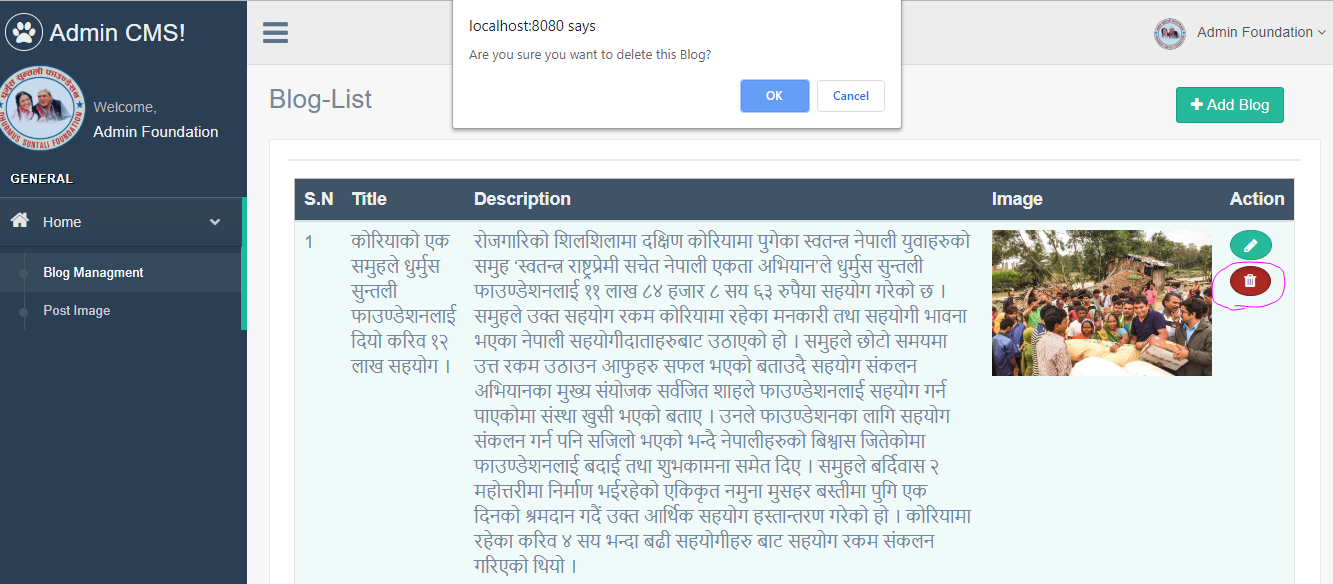 Admin CMS!
धुर्मुस सुन्तली फाउण्डेसन
DHURMUS SUNTALI FOUNDATION
Welcome,
Admin Foundation
GENERAL
Home
Blog Managment
Post Image
localhost:8080 says
Are you sure you want to delete this Blog?
OK
Cancel
Admin Foundation
Blog-List
Add Blog
S.N Title Description Image Action
1
कोरियाको एक
समुहले धुर्मुस
सुन्तली
फाउण्डेशनलाई
दियो करिव १२
लाख सहयोग ।
रोजगारिको शिलशिलामा दक्षिण कोरियामा पुगेका स्वतन्त्र नेपाली युवाहरुको
समुह ‘स्वतन्त्र राष्ट्रप्रेमी सचेत नेपाली एकता अभियान’ले धुर्मुस सुन्तली
फाउण्डेशनलाई ११ लाख ८४ हजार ८ सय ६३ रुपैया सहयोग गरेको छ ।
समुहले उक्त सहयोग रकम कोरियामा रहेका मनकारी तथा सहयोगी भावना
भएका नेपाली सहयोगीदाताहरुबाट उठाएको हो । समुहले छोटो समयमा
उत्त रकम उठाउन आफुहरु सफल भएको बताउदै सहयोग संकलन
अभियानका मुख्य संयोजक सर्वजित शाहले फाउण्डेशनलाई सहयोग गर्न
पाएकोमा संस्था खुसी भएको बताए । उनले फाउण्डेशनका लागि सहयोग
संकलन गर्न पनि सजिलो भएको भन्दै नेपालीहरुको बिश्वास जितेकोमा
फाउण्डेशनलाई बदाई तथा शुभकामना समेत दिए । समुहले बर्दिवास २
महोत्तरीमा निर्माण भईरहेको एकिकृत नमुना मुसहर बस्तीमा पुगि एक
दिनको श्रमदान गर्दै उक्त आर्थिक सहयोग हस्तान्तरण गरेको हो । कोरियामा
रहेका करिव ४ सय भन्दा बढी सहयोगीहरु बाट सहयोग रकम संकलन
गरिएको थियो ।